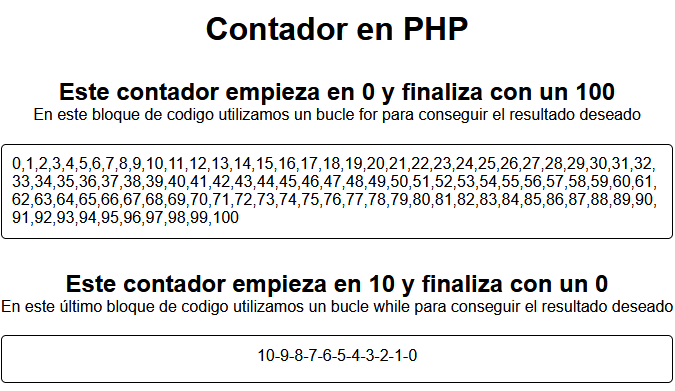 Contador en PHP
Este contador empieza en 0 y finaliza con un 100
En este bloque de codigo utilizamos un bucle for para conseguir el resultado deseado
0,1,2,3,4,5,6,7,8,9,10,11,12,13,14,15,16,17,18,19,20,21,22,23,24,25,26,27,28,29,30,31,32,
33,34,35,36,37,38,39,40,41,42,43,44,45,46,47,48,49,50,51,52,53,54,55,56,57,58,59,60,61,
62,63,64,65,66,67,68,69,70,71,72,73,74,75,76,77,78,79,80,81,82,83,84,85,86,87,88,89,90,
91,92,93,94,95,96,97,98,99,100
Este contador empieza en 10 y finaliza con un 0
En este último bloque de codigo utilizamos un bucle while para conseguir el resultado deseado
10-9-8-7-6-5-4-3-2-1-0